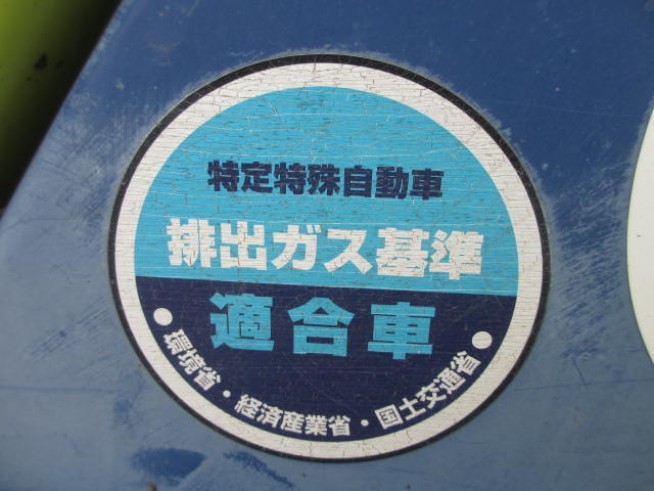 特定特殊自動車
排出ガス基準
適合車
●環境省・経済産業省・国土交通省●